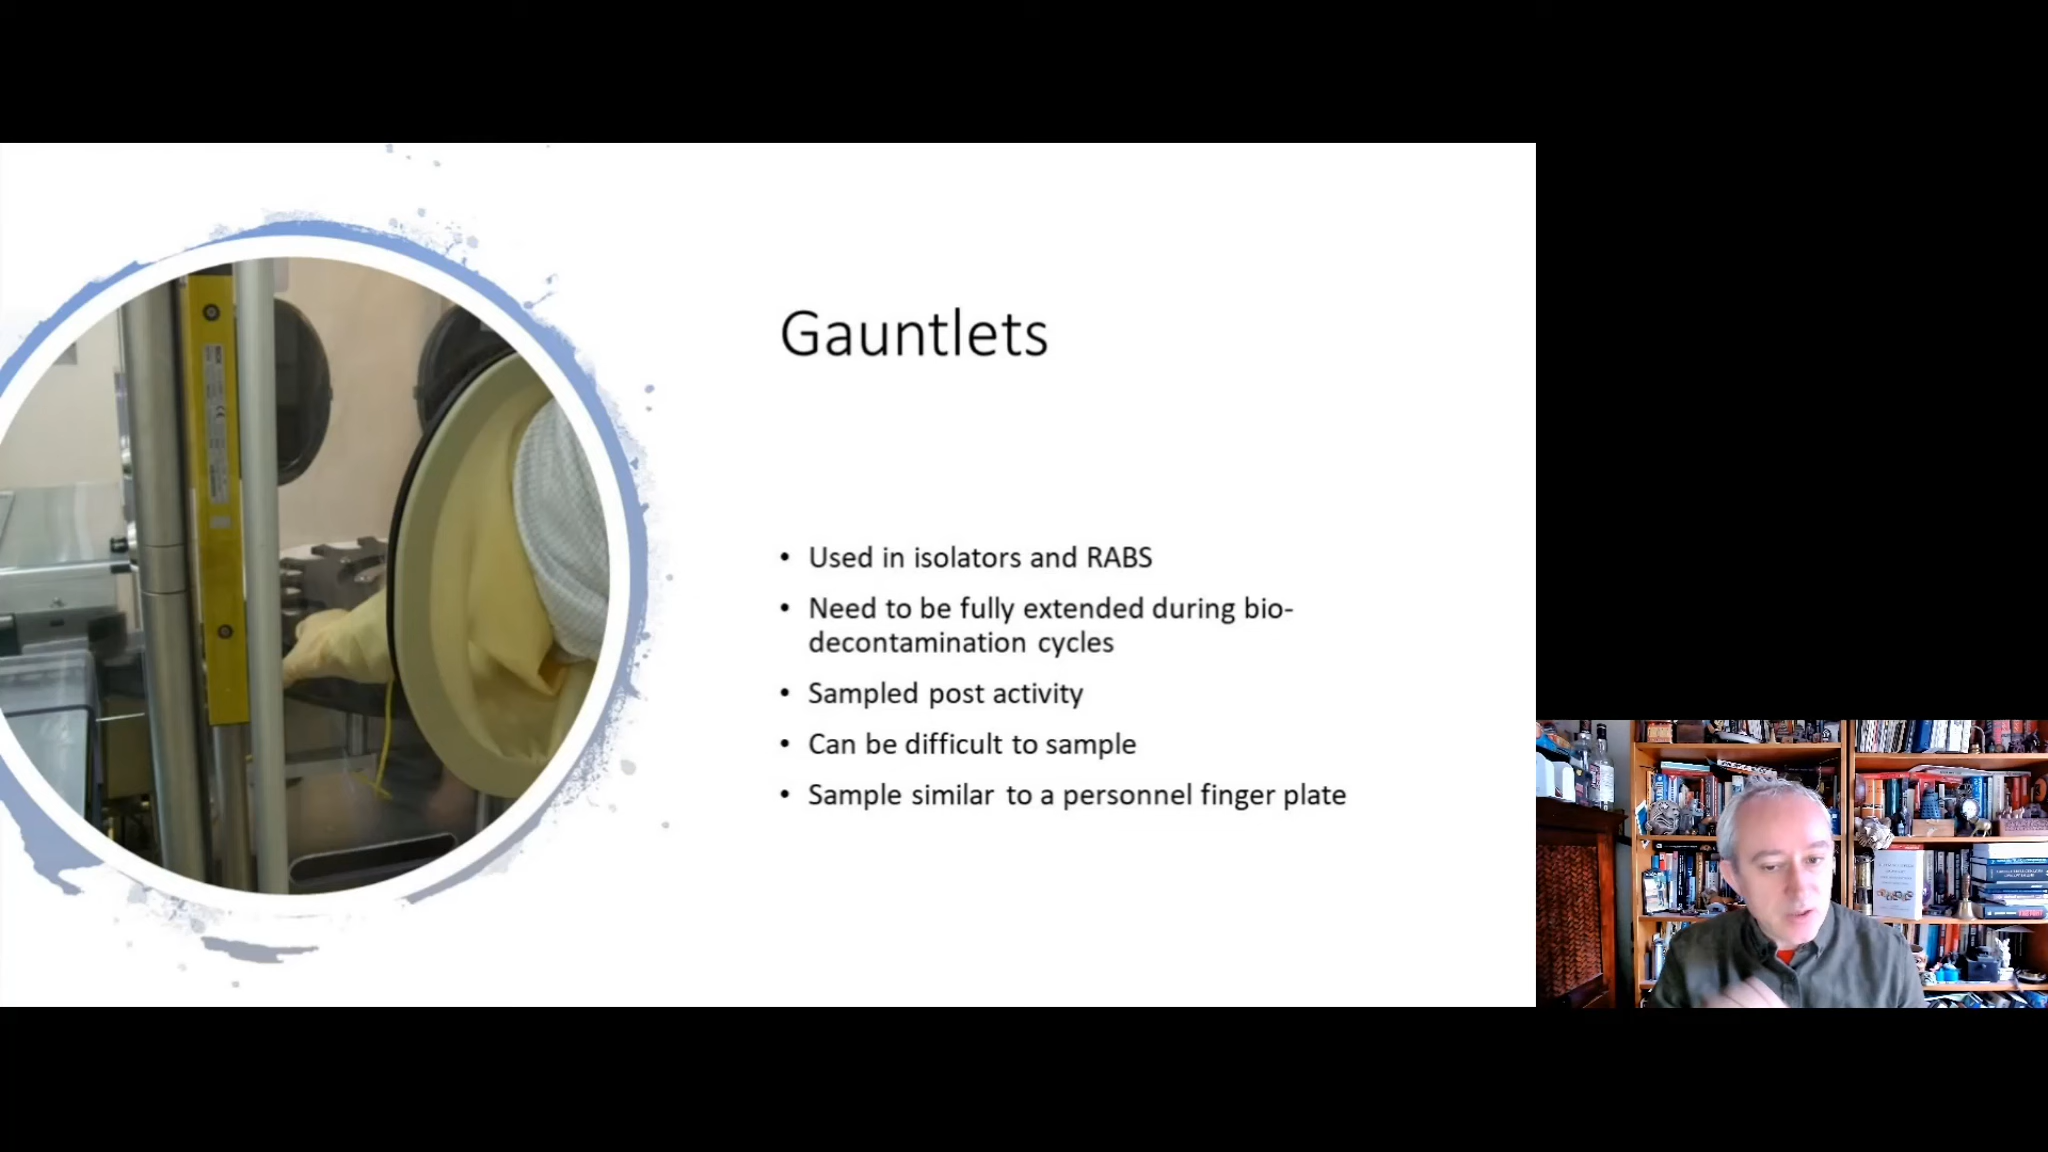 Gauntlets
• Used in isolators and RABS
• Need to be fully extended during bio-
decontamination cycles
• Sampled post activity
• Can be difficult to sample
• Sample similar to a personnel finger plate